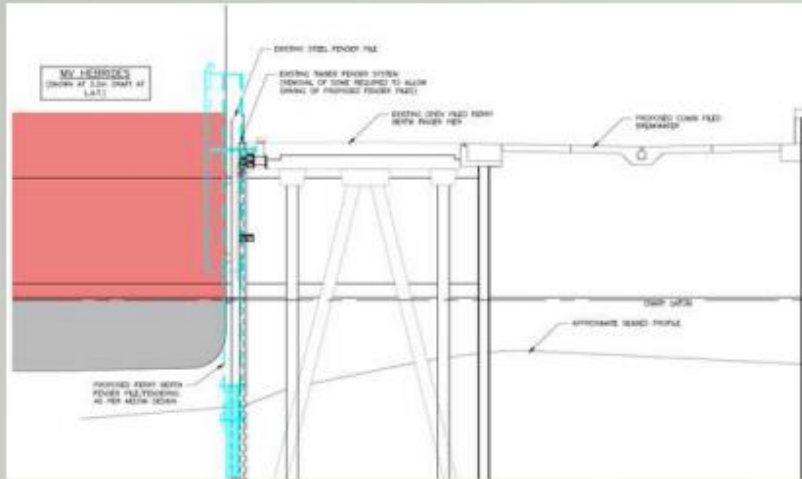 MV HEBRIDES
(SHOWN AT 3.2m DRAFT AT
L.A.T.)
EXISTING STEEL FENDER PILE
EXISTING TIMBER FENDER SYSTEM
(REMOVAL OF SOME REQUIRED TO ALLOW
DRIVING OF PROPOSED FENDER PILES)
EXISTING OPEN PILED FERRY
BERTH FINGER PIER
PROPOSED COMBI PILED
BREAKWATER
CHART DATUM
APPROXIMATE SEABED PROFILE
PROPOSED FERRY BERTH
FENDER PILE/FENDERING
AS PER DESIGN